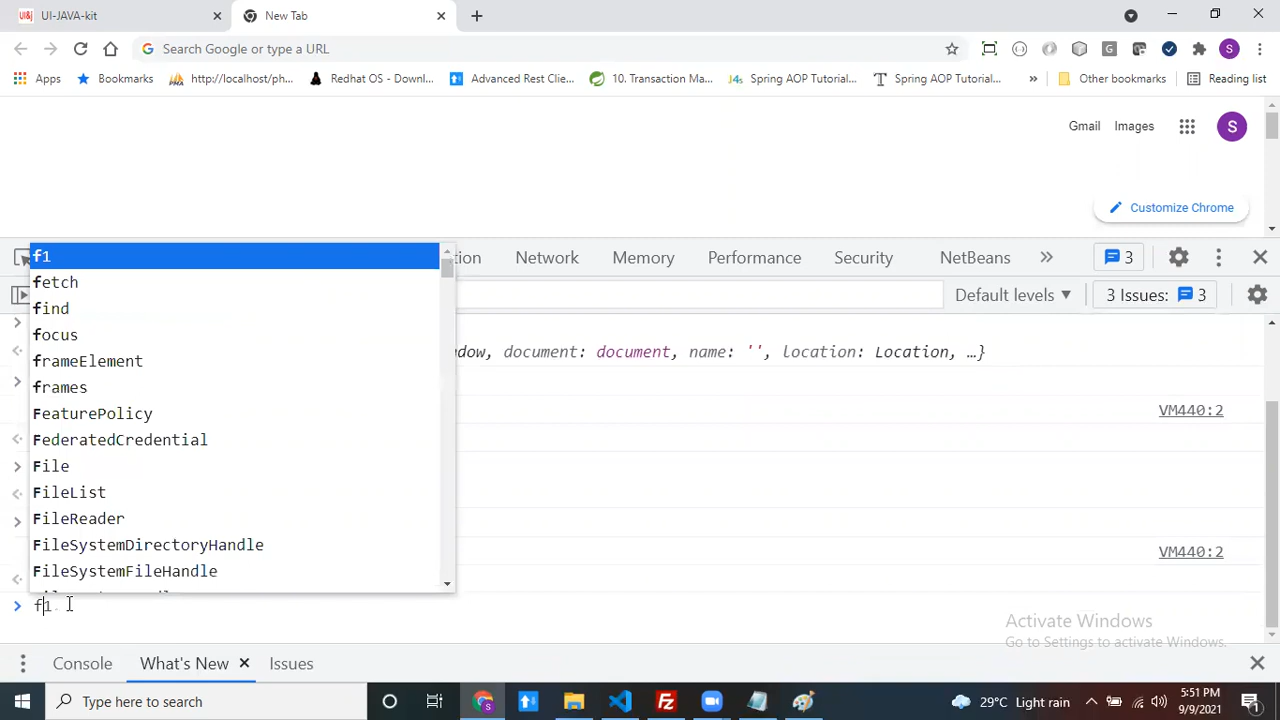 UI&J UI-JAVA-kit New Tab
Search Google or type a URL
Apps Bookmarks http://localhost/ph... Redhat OS - Downl... Advanced Rest Clie... 10. Transaction Ma... J4s Spring AOP Tutorial... T Spring AOP Tutorial... » Other bookmarks Reading list
Gmail Images S
Customize Chrome
f1
tion Network Memory Performance Security NetBeans » 3
fetch
Default levels ▼ 3 Issues: 3
find
focus
ndow, document: document, name: '', location: Location, …}
frameElement
frames
FeaturePolicy VM440:2
FederatedCredential
File
FileList
FileReader
FileSystemDirectoryHandle VM440:2
FileSystemFileHandle
> f1
Activate Windows
Go to Settings to activate Windows.
Console What's New Issues
Type here to search 29°C Light rain 5:51 PM
9/9/2021